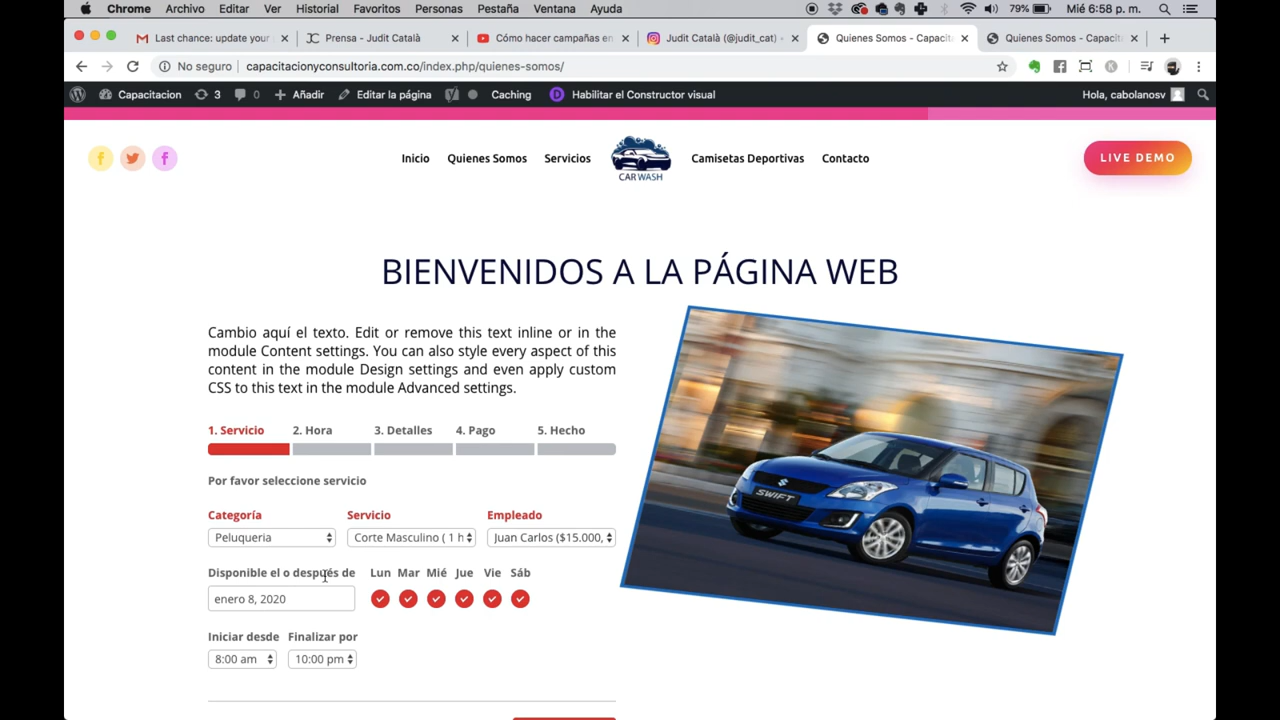 Chrome Archivo Editar Ver Historial Favoritos Personas Pestaña Ventana Ayuda 79% Mié 6:58 p. m.
Last chance: update your Prensa - Judit Català Cómo hacer campañas en Judit Català (@judit_cat) Quienes Somos - Capacit Quienes Somos - Capacit
No seguro capacitacionyconsultoria.com.co/index.php/quienes-somos/
Capacitacion 3 0 Añadir Editar la página Caching Habilitar el Constructor visual Hola, cabolanosv
Inicio Quienes Somos Servicios CAR WASH Camisetas Deportivas Contacto LIVE DEMO
BIENVENIDOS A LA PÁGINA WEB
Cambio aquí el texto. Edit or remove this text inline or in the
module Content settings. You can also style every aspect of this
content in the module Design settings and even apply custom
CSS to this text in the module Advanced settings.
1. Servicio 2. Hora 3. Detalles 4. Pago 5. Hecho
Por favor seleccione servicio
Categoría Servicio Empleado
Peluqueria Corte Masculino ( 1 h Juan Carlos ($15.000,
Disponible el o después de Lun Mar Mié Jue Vie Sáb
enero 8, 2020
Iniciar desde Finalizar por
8:00 am 10:00 pm
SWIFT